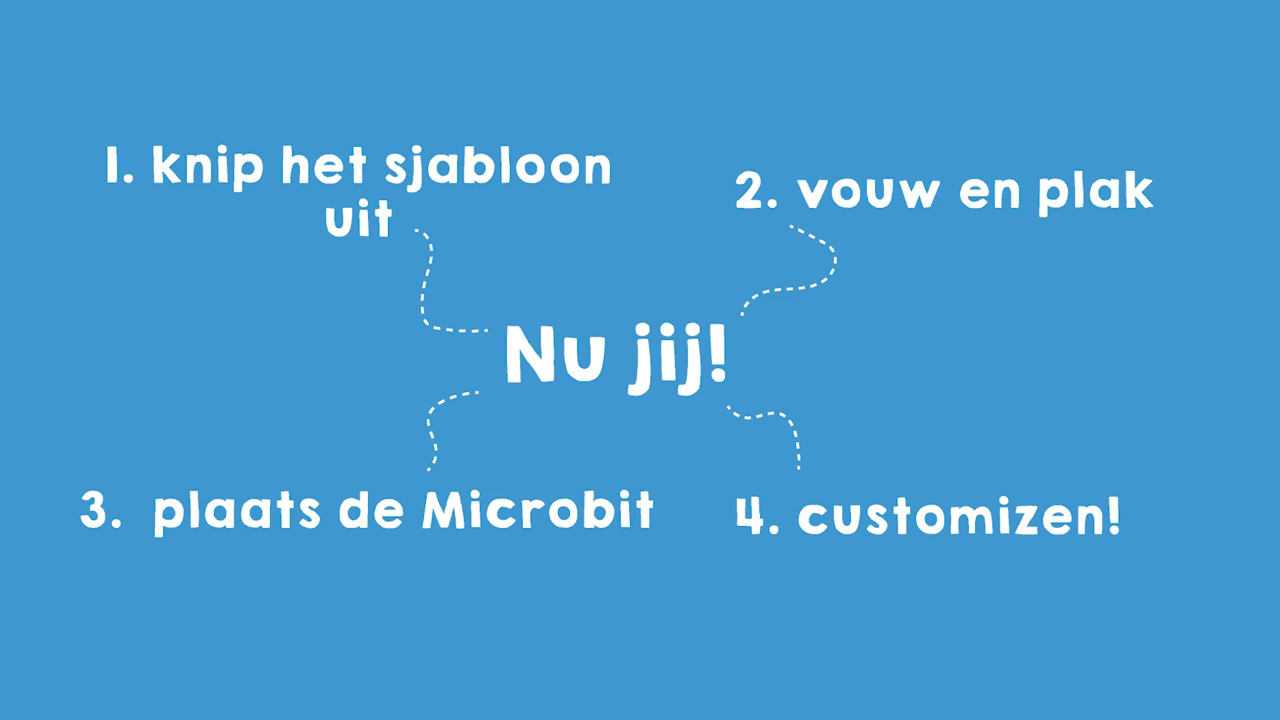 1. knip het sjabloon
uit
2. vouw en plak
Nu jij!
3. plaats de Microbit
4. customizen!